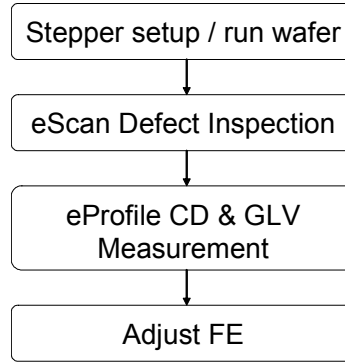 Stepper setup / run wafer
eScan Defect Inspection
eProfile CD & GLV
Measurement
Adjust FE